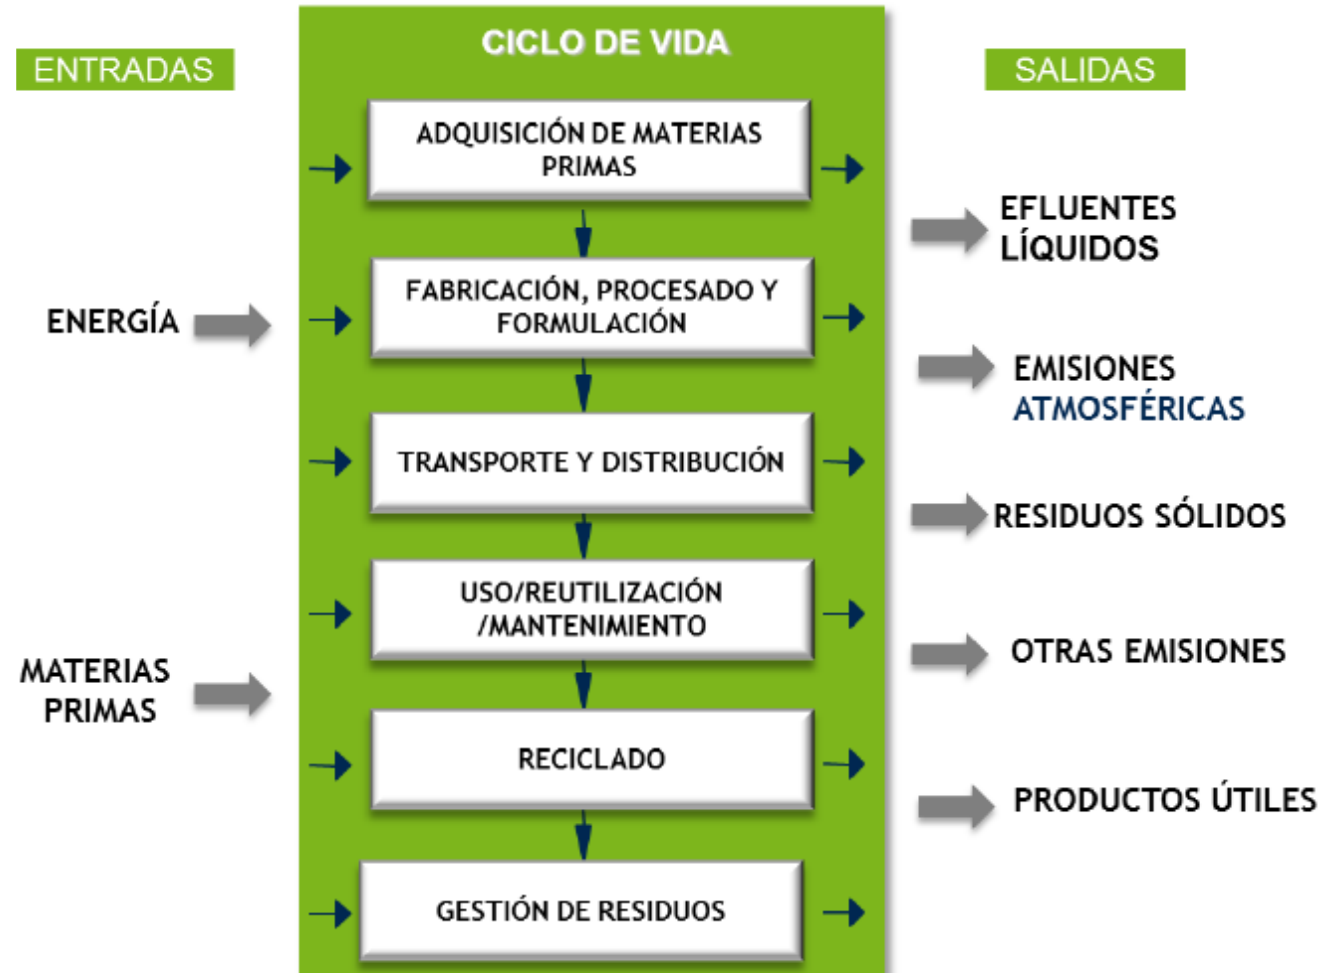 CICLO DE VIDA
ENTRADAS
SALIDAS
ADQUISICIÓN DE MATERIAS
PRIMAS
EFLUENTES
LÍQUIDOS
FABRICACIÓN, PROCESADO Y
FORMULACIÓN
ENERGÍA
EMISIONES
ATMOSFÉRICAS
TRANSPORTE Y DISTRIBUCIÓN
RESIDUOS SÓLIDOS
USO/REUTILIZACIÓN
/MANTENIMIENTO
OTRAS EMISIONES
MATERIAS
PRIMAS
RECICLADO
PRODUCTOS ÚTILES
GESTIÓN DE RESIDUOS